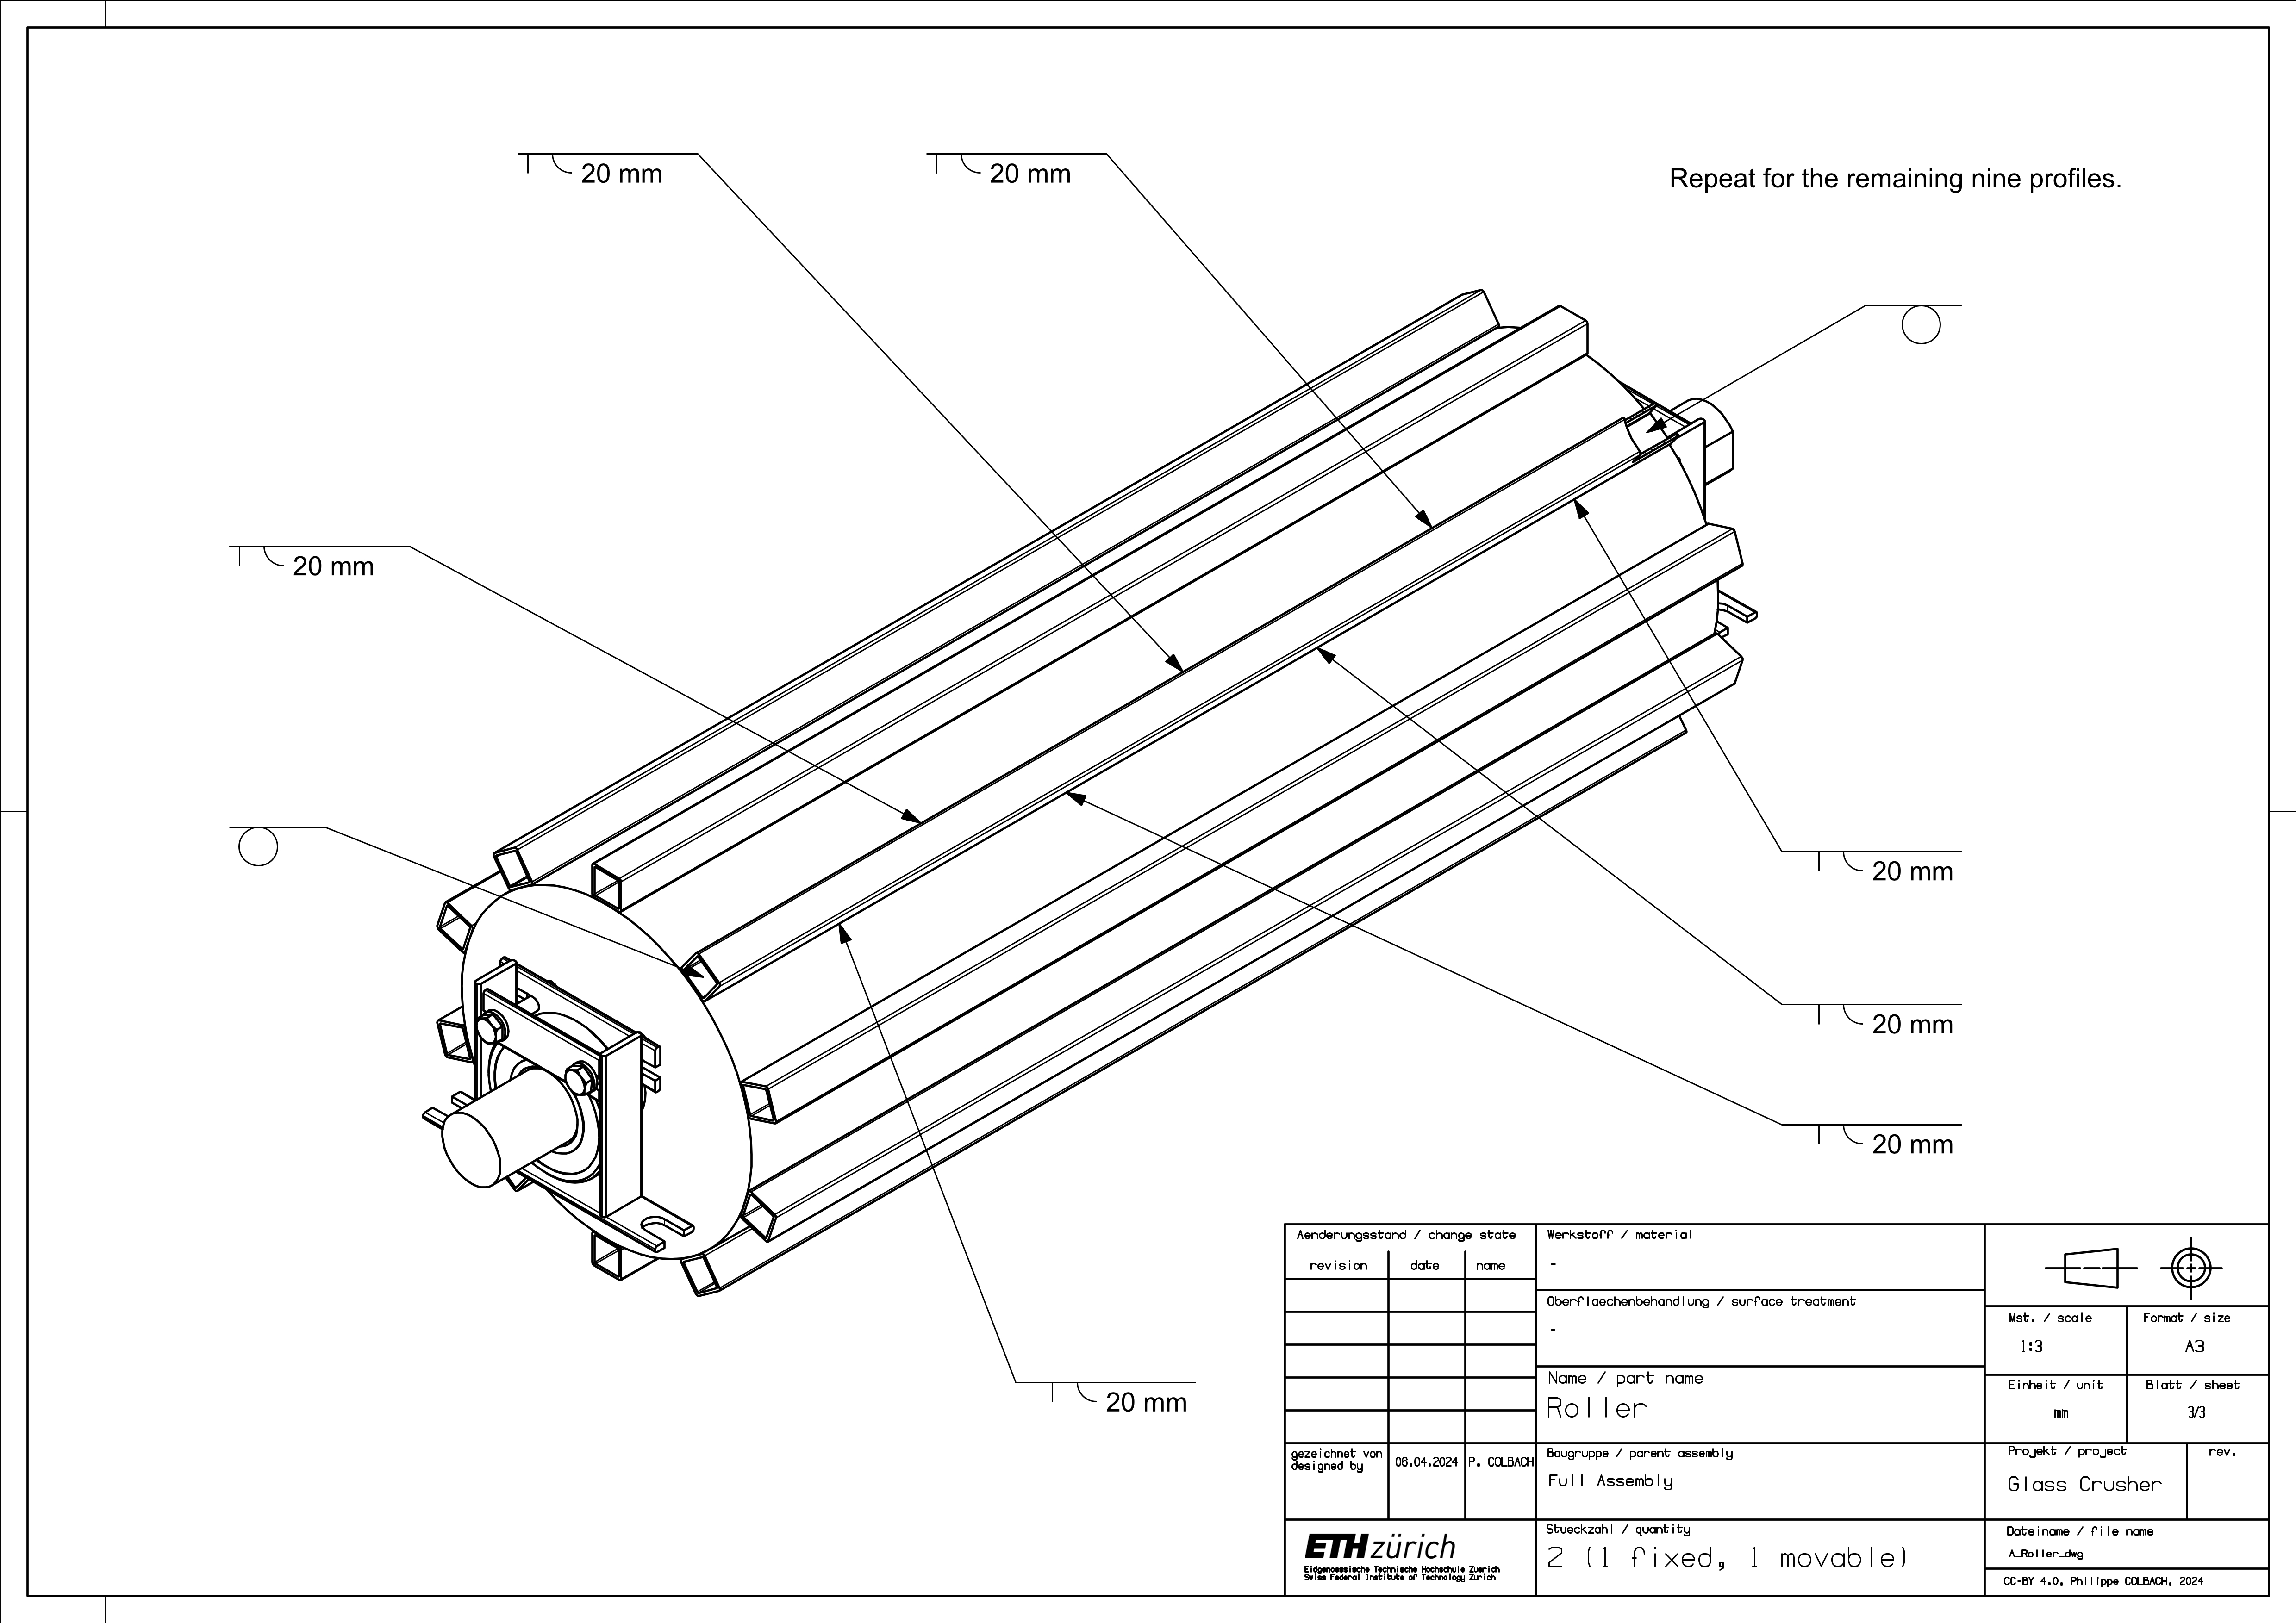 20 mm
20 mm
Repeat for the remaining nine profiles.
20 mm
20 mm
20 mm
20 mm
20 mm
Aenderungsstand / change state
revision date name
gezeichnet von
designed by
06.04.2024 P. COLBACH
ETH zürich
Eidgenoessische Technische Hochschule Zuerich
Swiss Federal Institute of Technology Zurich
Werkstoff / material
-
Oberflaechenbehandlung / surface treatment
-
Name / part name
Roller
Baugruppe / parent assembly
Full Assembly
Stueckzahl / quantity
2 (1 fixed, 1 movable)
Mst. / scale
1:3
Format / size
A3
Einheit / unit
mm
Blatt / sheet
3/3
Projekt / project
Glass Crusher
rev.
Dateiname / file name
A_Roller_dwg
CC-BY 4.0, Philippe COLBACH, 2024